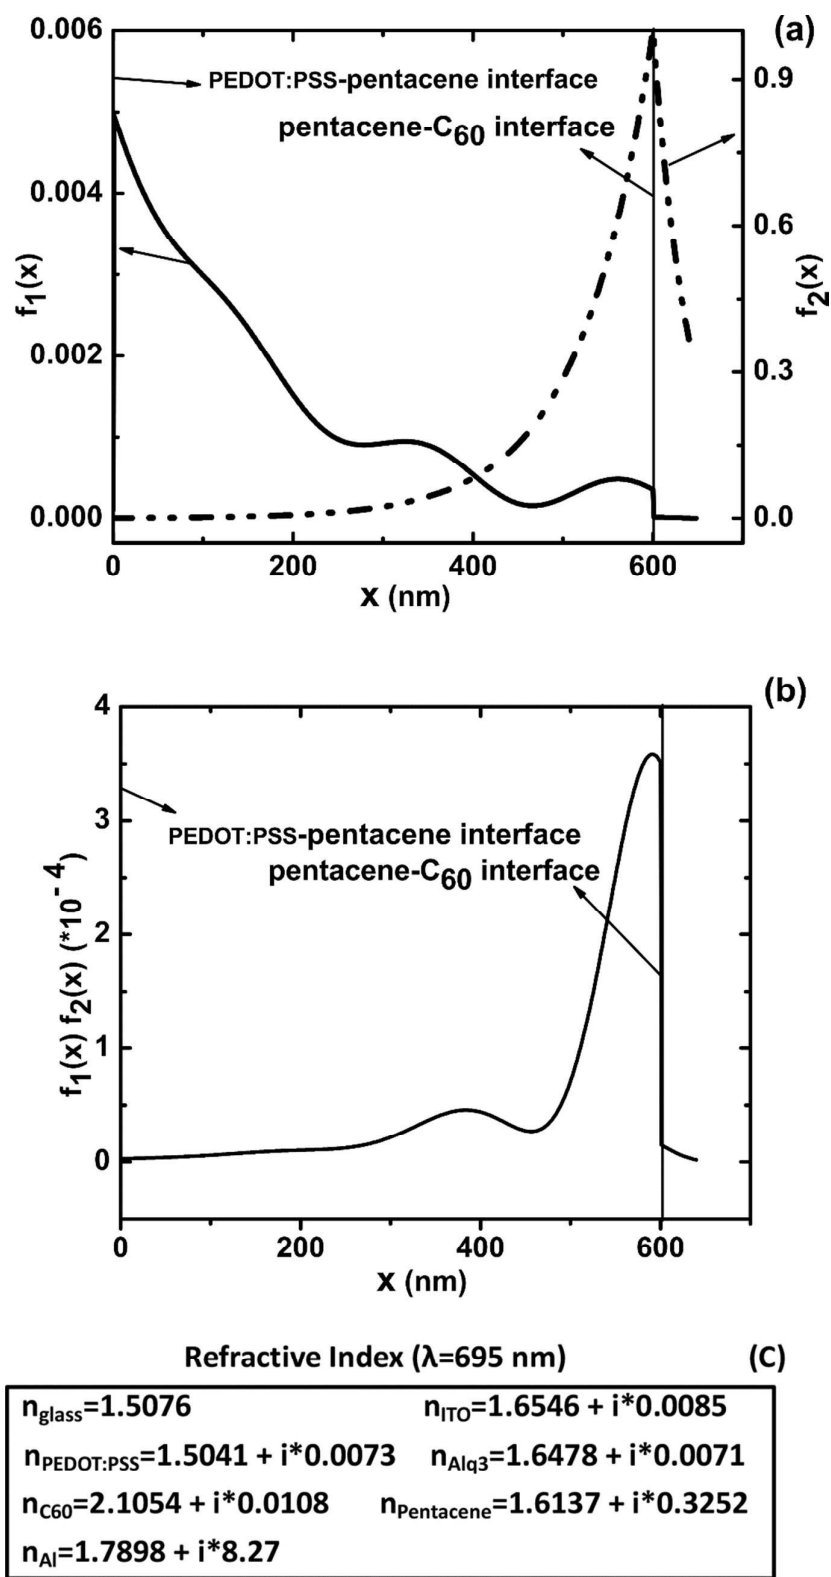 (a)
0.006
PEDOT:PSS-pentacene interface
0.9
pentacene-C60 interface
0.004
0.6
f1(x)
f2(x)
0.002
0.3
0.000
0.0
0 200 400 600
x (nm)
(b)
4
3
PEDOT:PSS-pentacene interface
pentacene-C60 interface
2
f1(x) f2(x) (*10^-4)
1
0
0 200 400 600
x (nm)
Refractive Index (λ=695 nm) (C)
nglass=1.5076 nITO=1.6546 + i*0.0085
nPEDOT:PSS=1.5041 + i*0.0073 nAlq3=1.6478 + i*0.0071
nC60=2.1054 + i*0.0108 nPentacene=1.6137 + i*0.3252
nAl=1.7898 + i*8.27